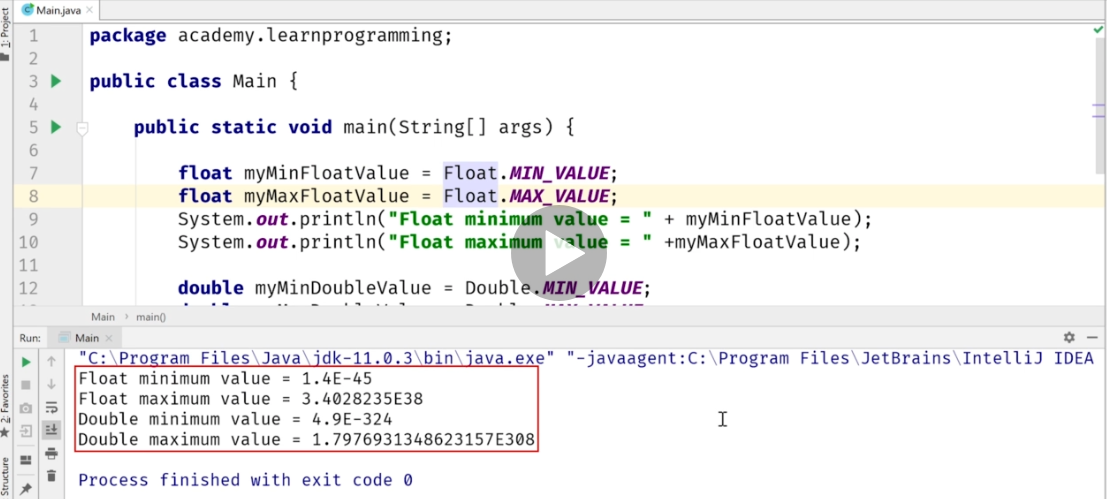 Main.java
1: Project
1 package academy.learnprogramming;
2
3 public class Main {
4
5 public static void main(String[] args) {
6
7 float myMinFloatValue = Float.MIN_VALUE;
8 float myMaxFloatValue = Float.MAX_VALUE;
9 System.out.println("Float minimum value = " + myMinFloatValue);
10 System.out.println("Float maximum value = " +myMaxFloatValue);
11
12 double myMinDoubleValue = Double.MIN_VALUE;
Main › main()
Run: Main
"C:\Program Files\Java\jdk-11.0.3\bin\java.exe" "-javaagent:C:\Program Files\JetBrains\IntelliJ IDEA
Float minimum value = 1.4E-45
Float maximum value = 3.4028235E38
Double minimum value = 4.9E-324
Double maximum value = 1.7976931348623157E308
Process finished with exit code 0
2: Favorites
Structure